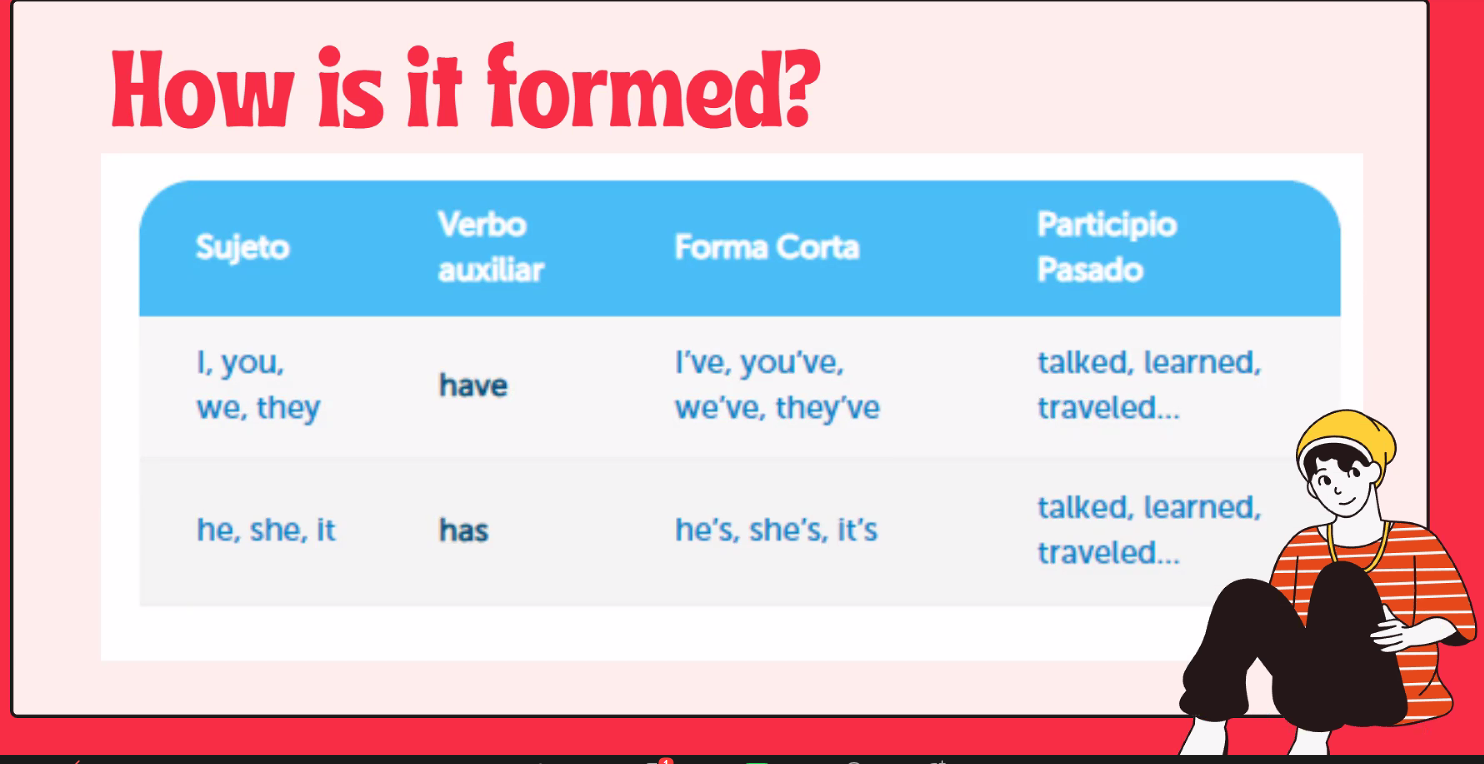 How is it formed?
Sujeto
Verbo
auxiliar
Forma Corta
Participio
Pasado
I, you,
we, they
have
I’ve, you’ve,
we’ve, they’ve
talked, learned,
traveled...
he, she, it
has
he’s, she’s, it’s
talked, learned,
traveled...
1